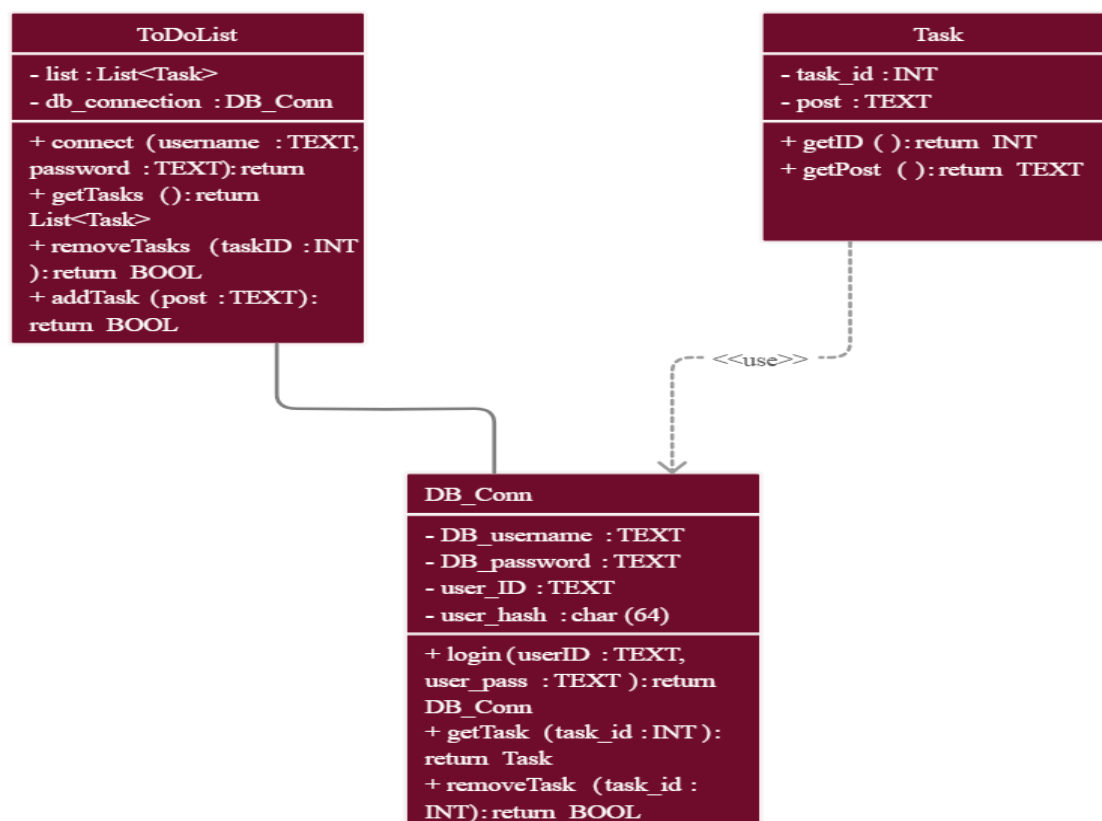 ToDoList
- list : List<Task>
- db_connection : DB_Conn
+ connect (username : TEXT,
password : TEXT): return
+ getTasks (): return
List<Task>
+ removeTasks (taskID : INT
): return BOOL
+ addTask (post : TEXT):
return BOOL
Task
- task_id : INT
- post : TEXT
+ getID ( ): return INT
+ getPost ( ): return TEXT
<<use>>
DB_Conn
- DB_username : TEXT
- DB_password : TEXT
- user_ID : TEXT
- user_hash : char (64)
+ login (userID : TEXT,
user_pass : TEXT ): return
DB_Conn
+ getTask (task_id : INT ):
return Task
+ removeTask (task_id :
INT): return BOOL